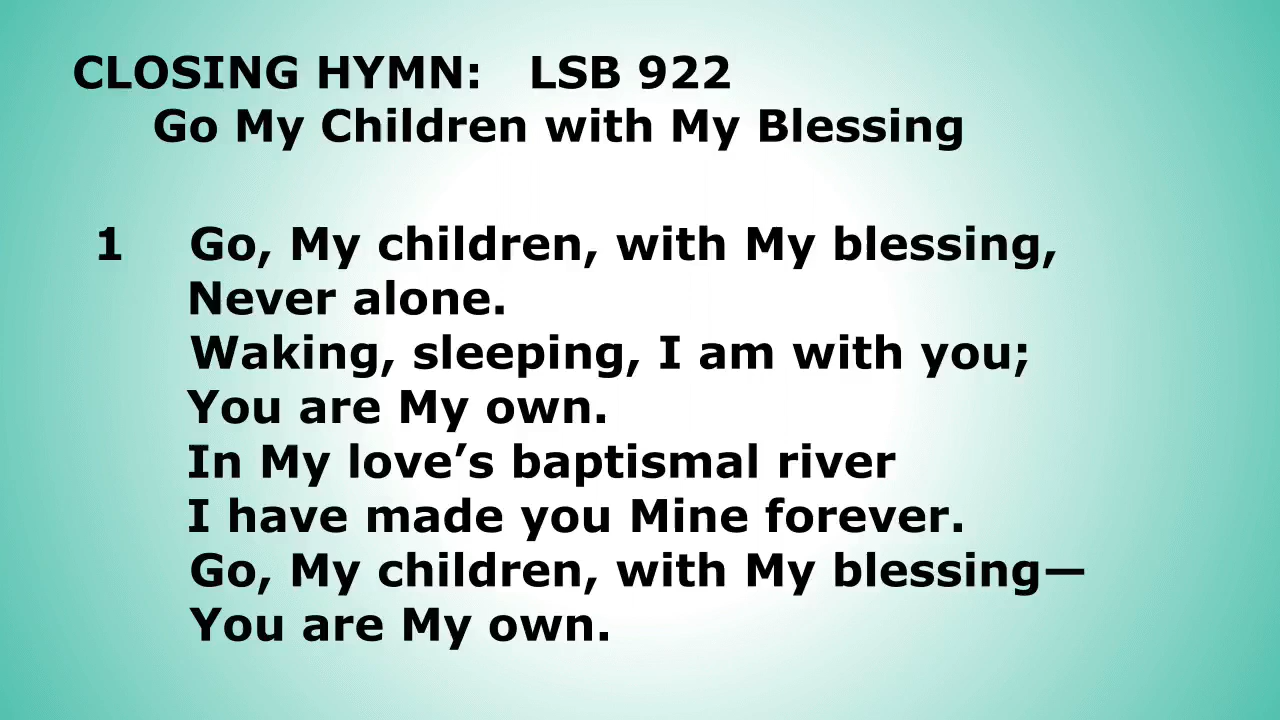 CLOSING HYMN: LSB 922
Go My Children with My Blessing
1 Go, My children, with My blessing,
Never alone.
Waking, sleeping, I am with you;
You are My own.
In My love’s baptismal river
I have made you Mine forever.
Go, My children, with My blessing—
You are My own.